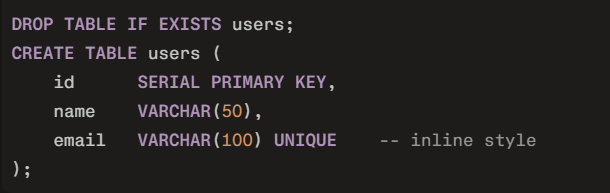 DROP TABLE IF EXISTS users;
CREATE TABLE users (
    id      SERIAL PRIMARY KEY,
    name    VARCHAR(50),
    email   VARCHAR(100) UNIQUE    -- inline style
);